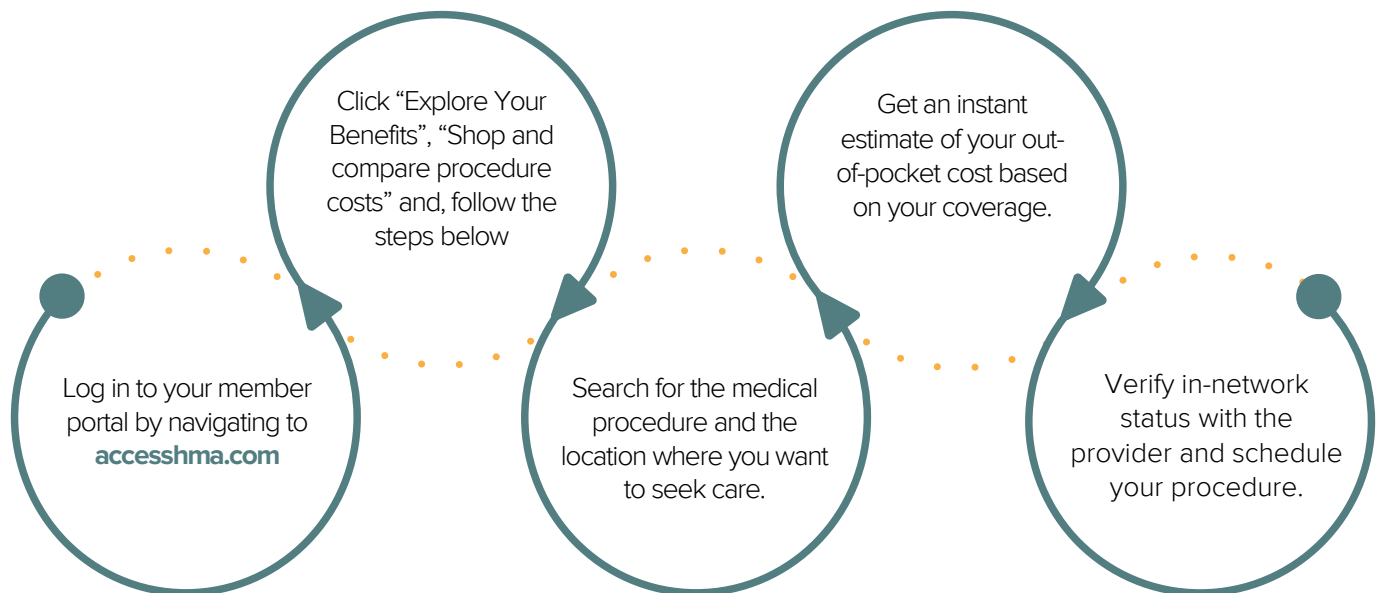 Log in to your member
portal by navigating to
accesshma.com
Click “Explore Your
Benefits”, “Shop and
compare procedure
costs” and, follow the
steps below
Search for the medical
procedure and the
location where you want
to seek care.
Get an instant
estimate of your out-
of-pocket cost based
on your coverage.
Verify in-network
status with the
provider and schedule
your procedure.